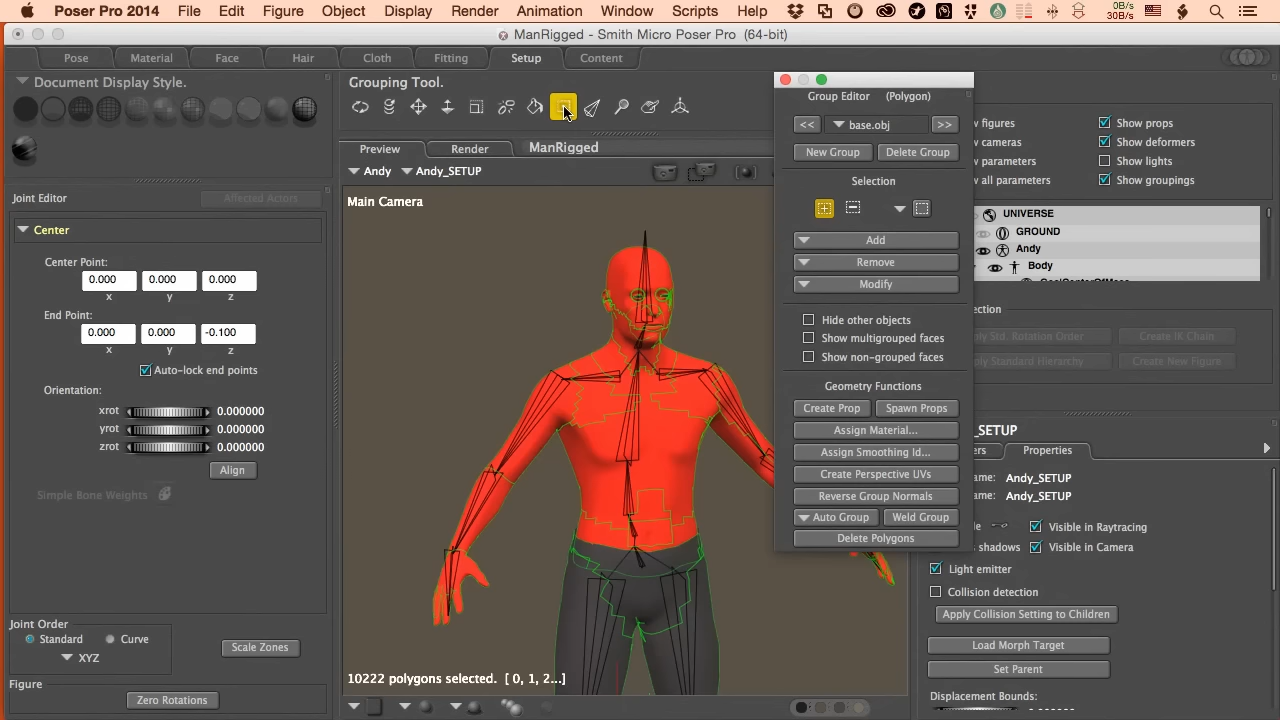 Poser Pro 2014 File Edit Figure Object Display Render Animation Window Scripts Help 0B/s 30B/s
ManRigged - Smith Micro Poser Pro (64-bit)
Pose Material Face Hair Cloth Fitting Setup Content
Document Display Style.
Joint Editor Affected Actors
Center
Center Point:
0.000 0.000 0.000
x y z
End Point:
0.000 0.000 -0.100
x y z
Auto-lock end points
Orientation:
xrot 0.000000
yrot 0.000000
zrot 0.000000
Align
Simple Bone Weights
Joint Order
Standard Curve
XYZ
Scale Zones
Figure
Zero Rotations
Grouping Tool.
Preview Render ManRigged
Andy Andy_SETUP
Main Camera
10222 polygons selected. [ 0, 1, 2...]
Group Editor (Polygon)
<< base.obj >>
New Group Delete Group
Selection
Add
Remove
Modify
Hide other objects
Show multigrouped faces
Show non-grouped faces
Geometry Functions
Create Prop Spawn Props
Assign Material...
Assign Smoothing Id...
Create Perspective UVs
Reverse Group Normals
Auto Group Weld Group
Delete Polygons
figures Show props
cameras Show deformers
parameters Show lights
all parameters Show groupings
UNIVERSE
GROUND
Andy
Body
ection
ply Std. Rotation Order Create IK Chain
ply Standard Hierarchy Create New Figure
_SETUP
ers Properties
ame: Andy_SETUP
ame: Andy_SETUP
le Visible in Raytracing
shadows Visible in Camera
Light emitter
Collision detection
Apply Collision Setting to Children
Load Morph Target
Set Parent
Displacement Bounds: